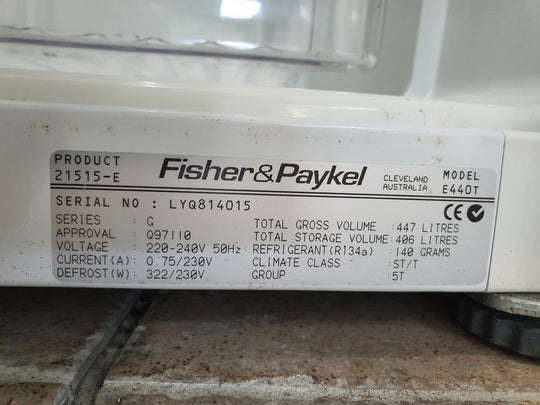 PRODUCT
21515-E
Fisher&Paykel
CLEVELAND
AUSTRALIA
MODEL
E440T
SERIAL NO : LYQ814015
SERIES : G
APPROVAL : Q97110
VOLTAGE : 220-240V 50Hz
CURRENT(A) : 0.75/230V
DEFROST(W) : 322/230V
TOTAL GROSS VOLUME : 447 LITRES
TOTAL STORAGE VOLUME : 406 LITRES
REFRIGERANT(R134a) : 140 GRAMS
CLIMATE CLASS : ST/T
GROUP : 5T